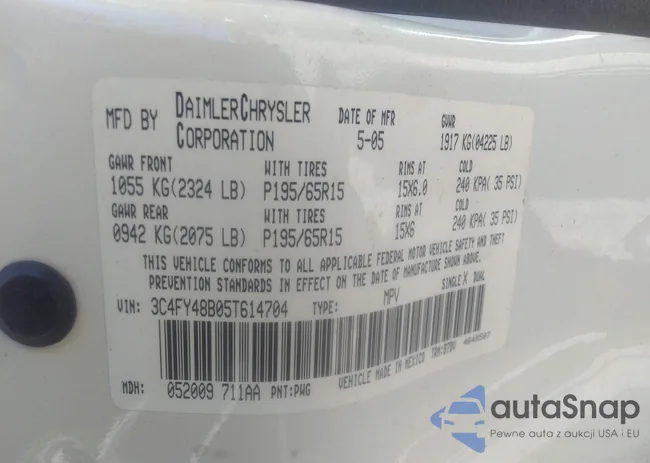 MFD BY DAIMLERCHRYSLER CORPORATION
DATE OF MFR 5-05
GVWR 1917 KG(04225 LB)
GAWR FRONT WITH TIRES RIMS AT COLD
1055 KG(2324 LB) P195/65R15 15X6.0 240 KPA( 35 PSI)
GAWR REAR WITH TIRES RIMS AT COLD
0942 KG(2075 LB) P195/65R15 15X6 240 KPA( 35 PSI)
THIS VEHICLE CONFORMS TO ALL APPLICABLE FEDERAL MOTOR VEHICLE SAFETY AND THEFT
PREVENTION STANDARDS IN EFFECT ON THE DATE OF MANUFACTURE SHOWN ABOVE.
VIN: 3C4FY48B05T614704 TYPE: MPV SINGLE X DUAL
VEHICLE MADE IN MEXICO
MDH: 052009 711AA PNT:PWG
autaSnap
Pewne auta z aukcji USA i EU